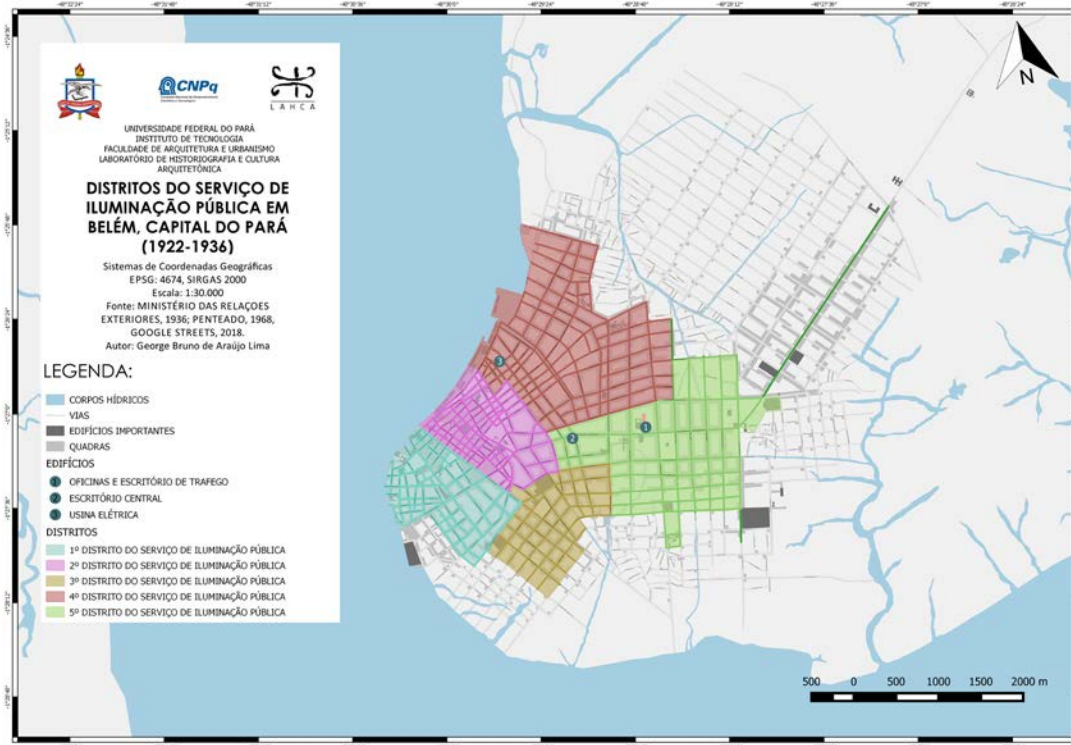 CNPq
LAHCA
UNIVERSIDADE FEDERAL DO PARÁ
INSTITUTO DE TECNOLOGIA
FACULDADE DE ARQUITETURA E URBANISMO
LABORATÓRIO DE HISTORIOGRAFIA E CULTURA
ARQUITETÔNICA
DISTRITOS DO SERVIÇO DE
ILUMINAÇÃO PÚBLICA EM
BELÉM, CAPITAL DO PARÁ
(1922-1936)
Sistemas de Coordenadas Geográficas
EPSG: 4674, SIRGAS 2000
Escala: 1:30.000
Fonte: MINISTÉRIO DAS RELAÇOES
EXTERIORES, 1936; PENTEADO, 1968,
GOOGLE STREETS, 2018.
Autor: George Bruno de Araújo Lima
LEGENDA:
CORPOS HÍDRICOS
VIAS
EDIFÍCIOS IMPORTANTES
QUADRAS
EDIFÍCIOS
1 OFICINAS E ESCRITÓRIO DE TRAFEGO
2 ESCRITÓRIO CENTRAL
3 USINA ELÉTRICA
DISTRITOS
1º DISTRITO DO SERVIÇO DE ILUMINAÇÃO PÚBLICA
2º DISTRITO DO SERVIÇO DE ILUMINAÇÃO PÚBLICA
3º DISTRITO DO SERVIÇO DE ILUMINAÇÃO PÚBLICA
4º DISTRITO DO SERVIÇO DE ILUMINAÇÃO PÚBLICA
5º DISTRITO DO SERVIÇO DE ILUMINAÇÃO PÚBLICA
N
3
2
1
500 0 500 1000 1500 2000 m